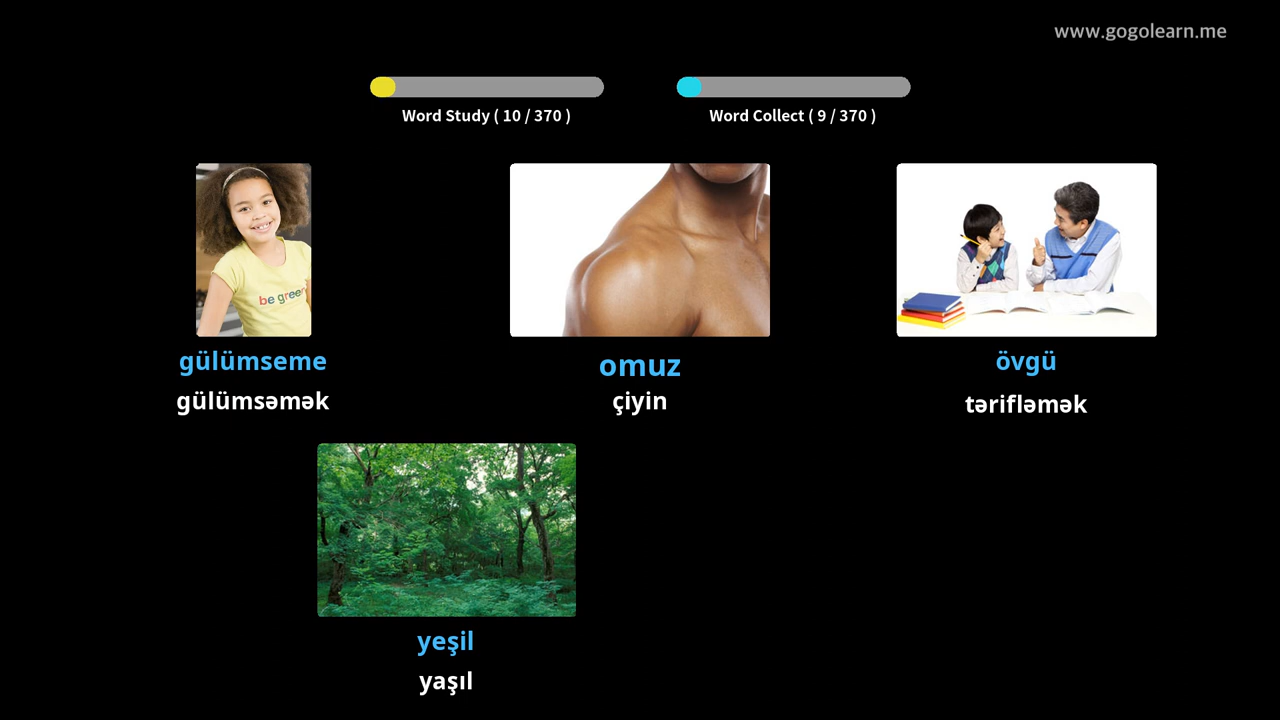 www.gogolearn.me
Word Study ( 10 / 370 )
Word Collect ( 9 / 370 )
be green
gülümseme
gülümsəmək
omuz
çiyin
övgü
tərifləmək
yeşil
yaşıl